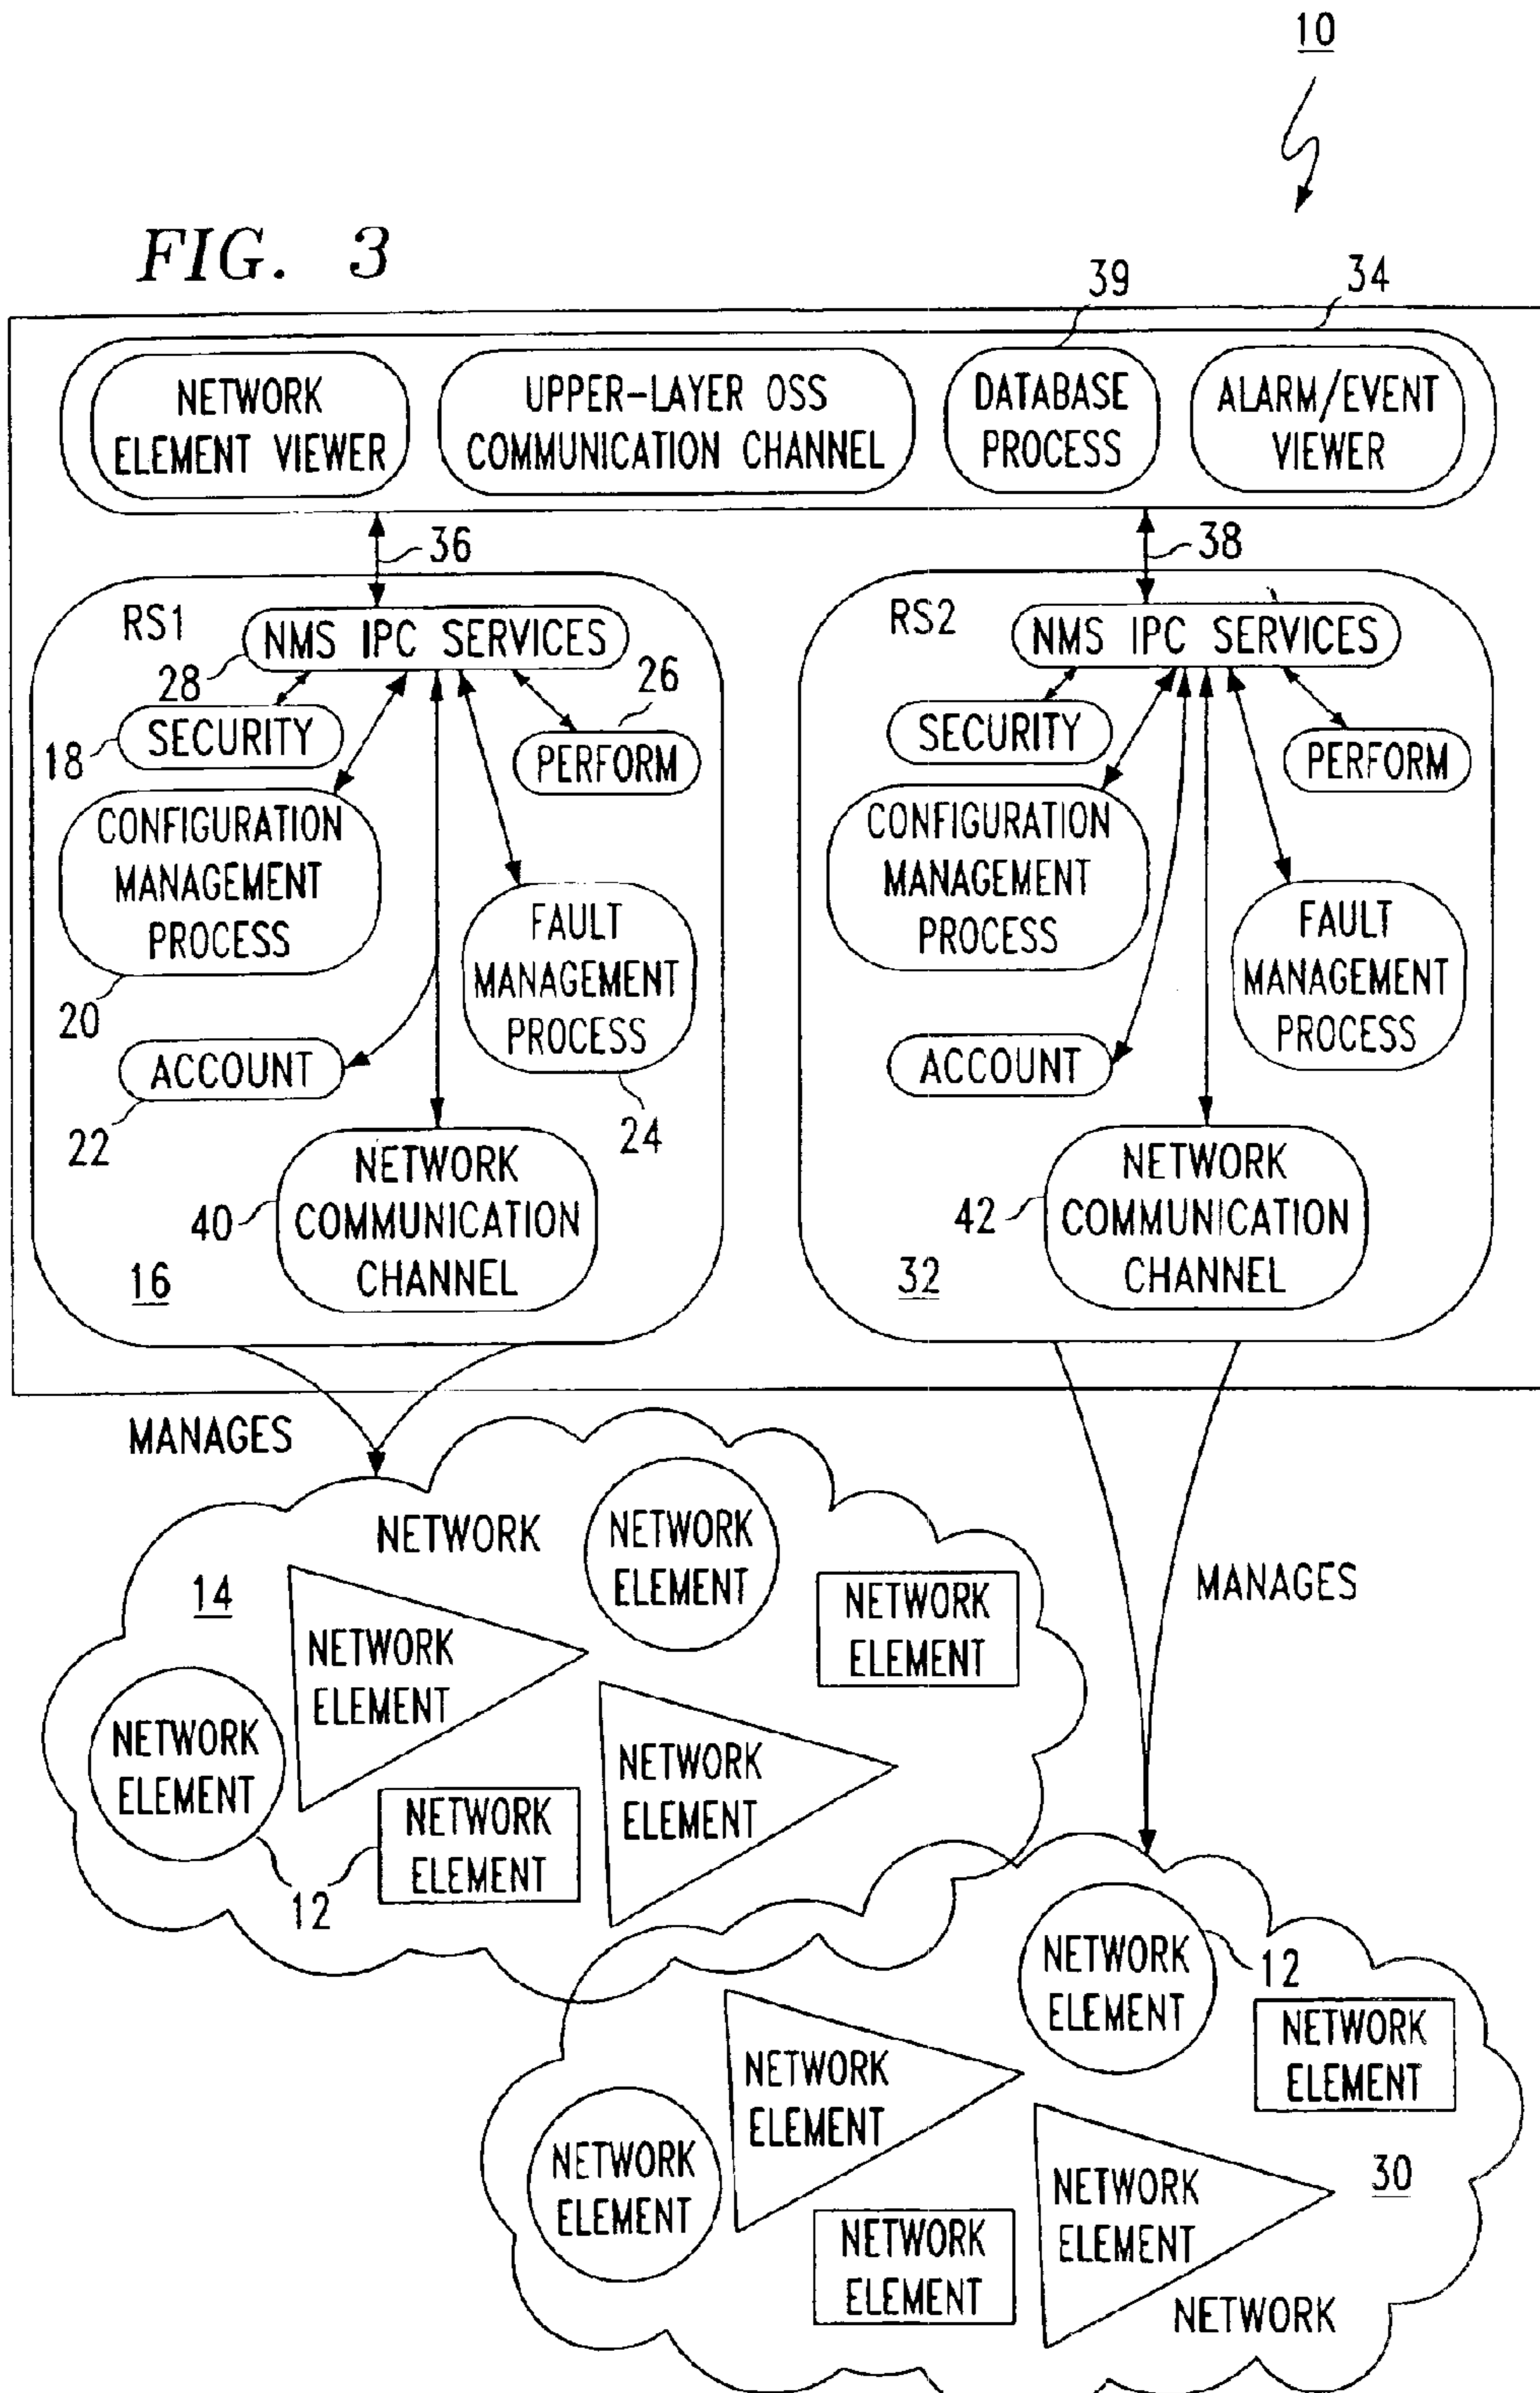 10
FIG. 3
39
34
NETWORK
ELEMENT VIEWER
UPPER-LAYER OSS
COMMUNICATION CHANNEL
DATABASE
PROCESS
ALARM/EVENT
VIEWER
36
38
RS1
NMS IPC SERVICES
28
26
SECURITY
18
PERFORM
CONFIGURATION
MANAGEMENT
PROCESS
20
FAULT
MANAGEMENT
PROCESS
ACCOUNT
22
24
NETWORK
COMMUNICATION
CHANNEL
40
16
RS2
NMS IPC SERVICES
SECURITY
PERFORM
CONFIGURATION
MANAGEMENT
PROCESS
FAULT
MANAGEMENT
PROCESS
ACCOUNT
NETWORK
COMMUNICATION
CHANNEL
42
32
MANAGES
MANAGES
NETWORK
14
NETWORK
ELEMENT
NETWORK
ELEMENT
NETWORK
ELEMENT
NETWORK
ELEMENT
NETWORK
ELEMENT
NETWORK
ELEMENT
12
NETWORK
ELEMENT
12
NETWORK
ELEMENT
NETWORK
ELEMENT
NETWORK
ELEMENT
NETWORK
ELEMENT
30
NETWORK
ELEMENT
NETWORK